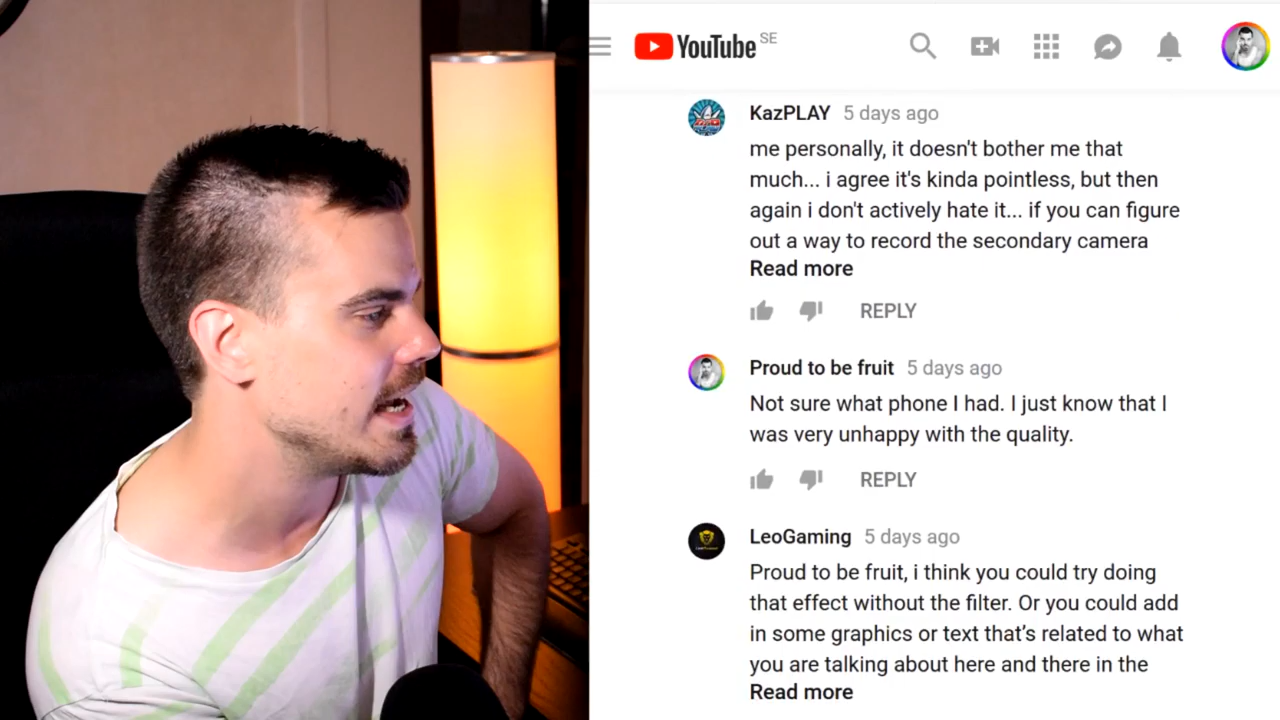 YouTube SE
KazPLAY 5 days ago
me personally, it doesn't bother me that
much... i agree it's kinda pointless, but then
again i don't actively hate it... if you can figure
out a way to record the secondary camera
Read more
REPLY
Proud to be fruit 5 days ago
Not sure what phone I had. I just know that I
was very unhappy with the quality.
REPLY
LeoGaming 5 days ago
Proud to be fruit, i think you could try doing
that effect without the filter. Or you could add
in some graphics or text that’s related to what
you are talking about here and there in the
Read more